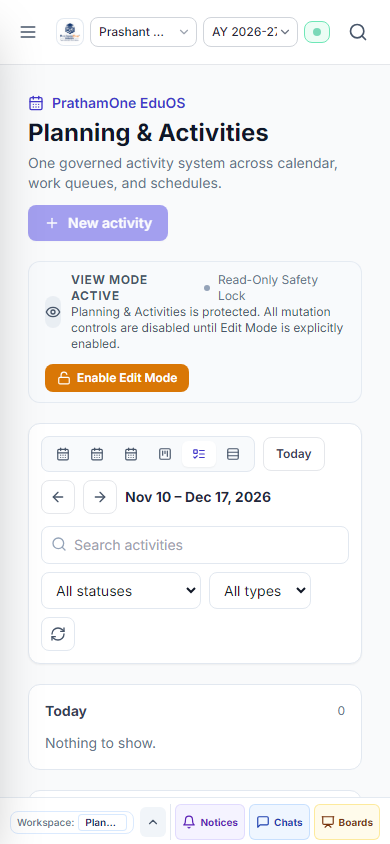 Prashant ...
AY 2026-27
PrathamOne EduOS
Planning & Activities
One governed activity system across calendar,
work queues, and schedules.
New activity
VIEW MODE
ACTIVE
Read-Only Safety
Lock
Planning & Activities is protected. All mutation
controls are disabled until Edit Mode is explicitly
enabled.
Enable Edit Mode
Today
Nov 10 – Dec 17, 2026
Search activities
All statuses
All types
Today
0
Nothing to show.
Workspace:
Plan...
Notices
Chats
Boards